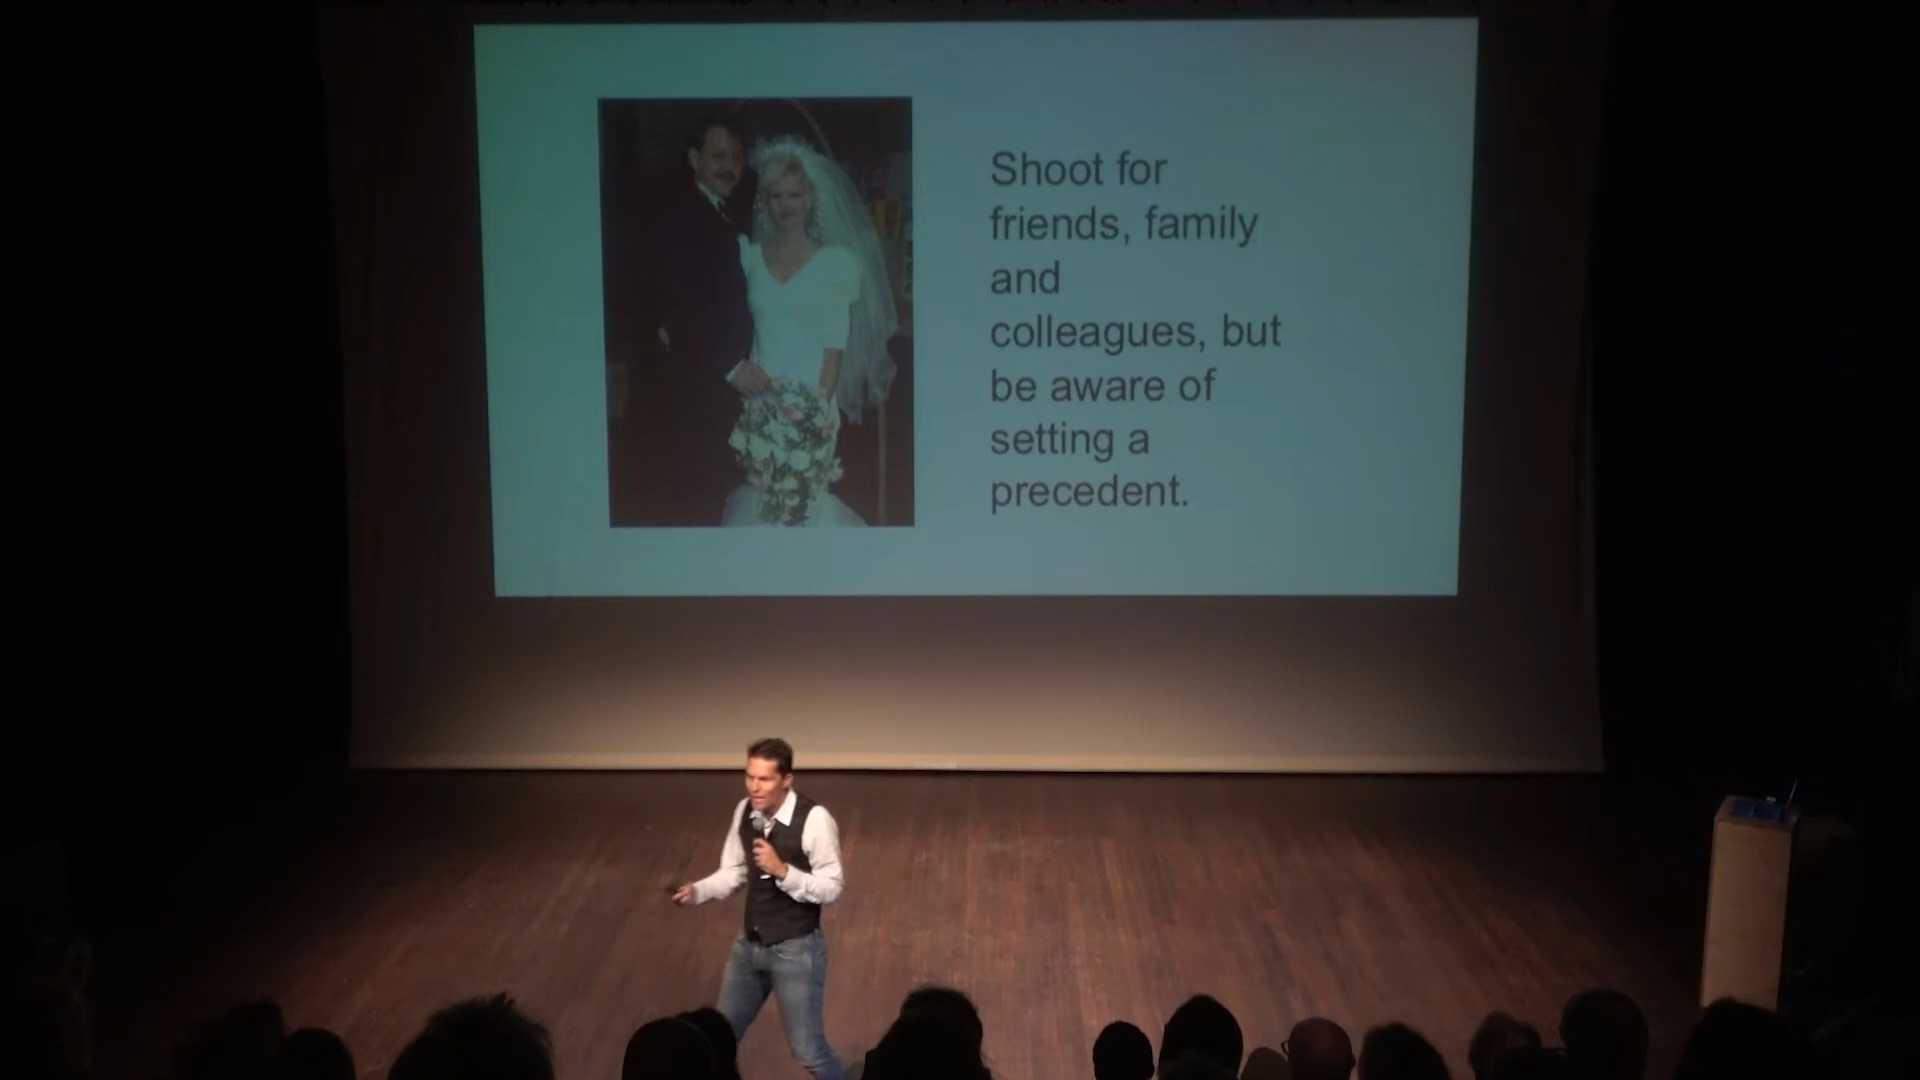 Shoot for
friends, family
and
colleagues, but
be aware of
setting a
precedent.